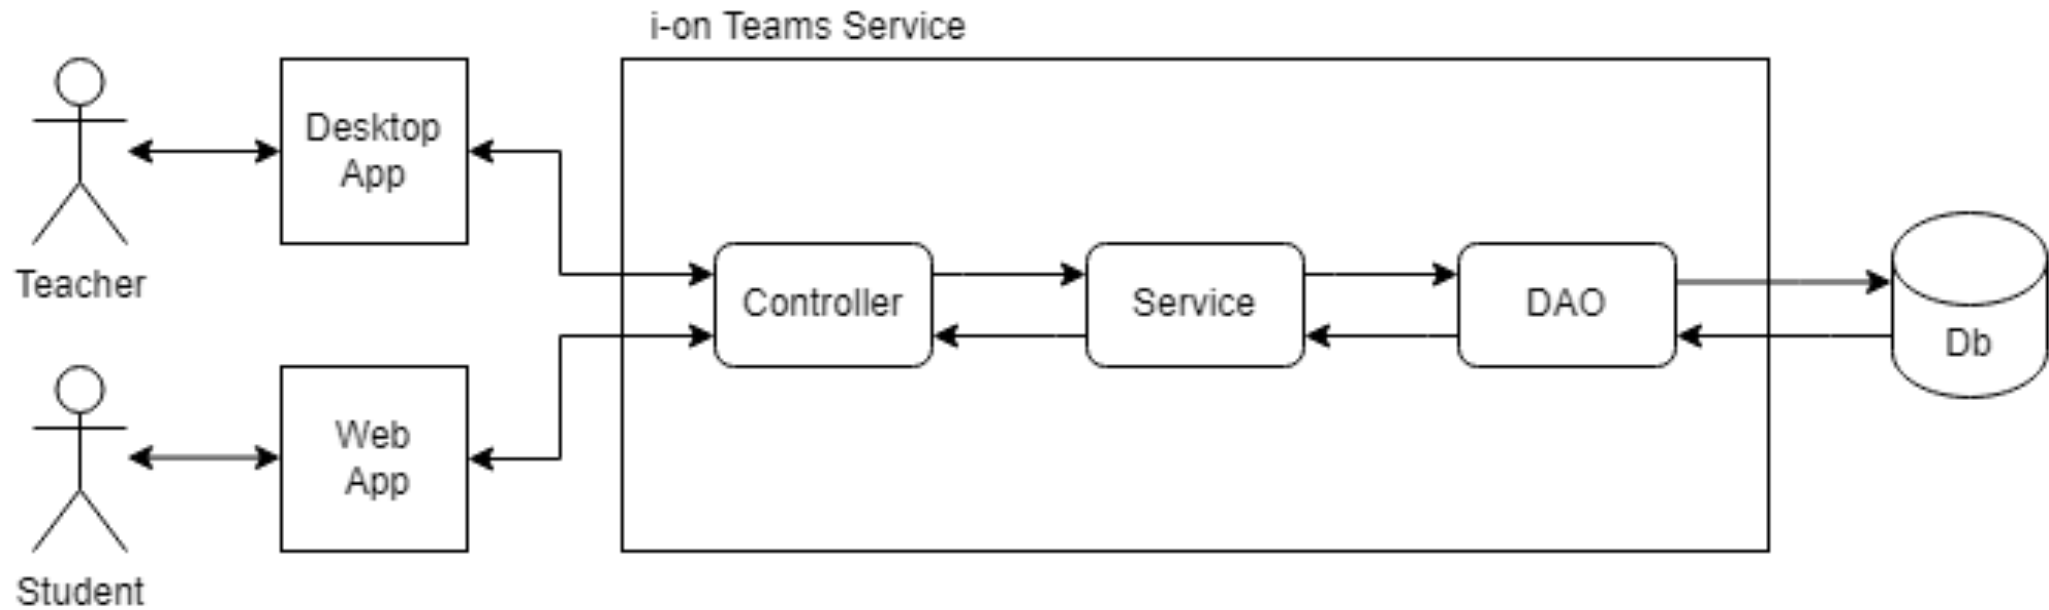 i-on Teams Service
Desktop
App
Teacher
Controller
Service
DAO
Db
Web
App
Student